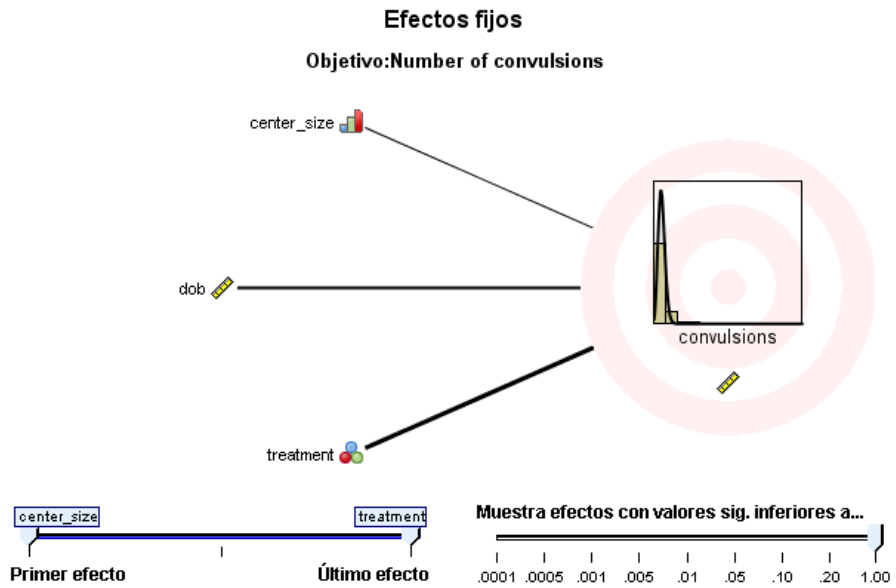 Efectos fijos
Objetivo:Number of convulsions
center_size
dob
convulsions
treatment
center_size
treatment
Primer efecto
Último efecto
Muestra efectos con valores sig. inferiores a...
.0001 .0005 .001 .005 .01 .05 .10 .20 1.00